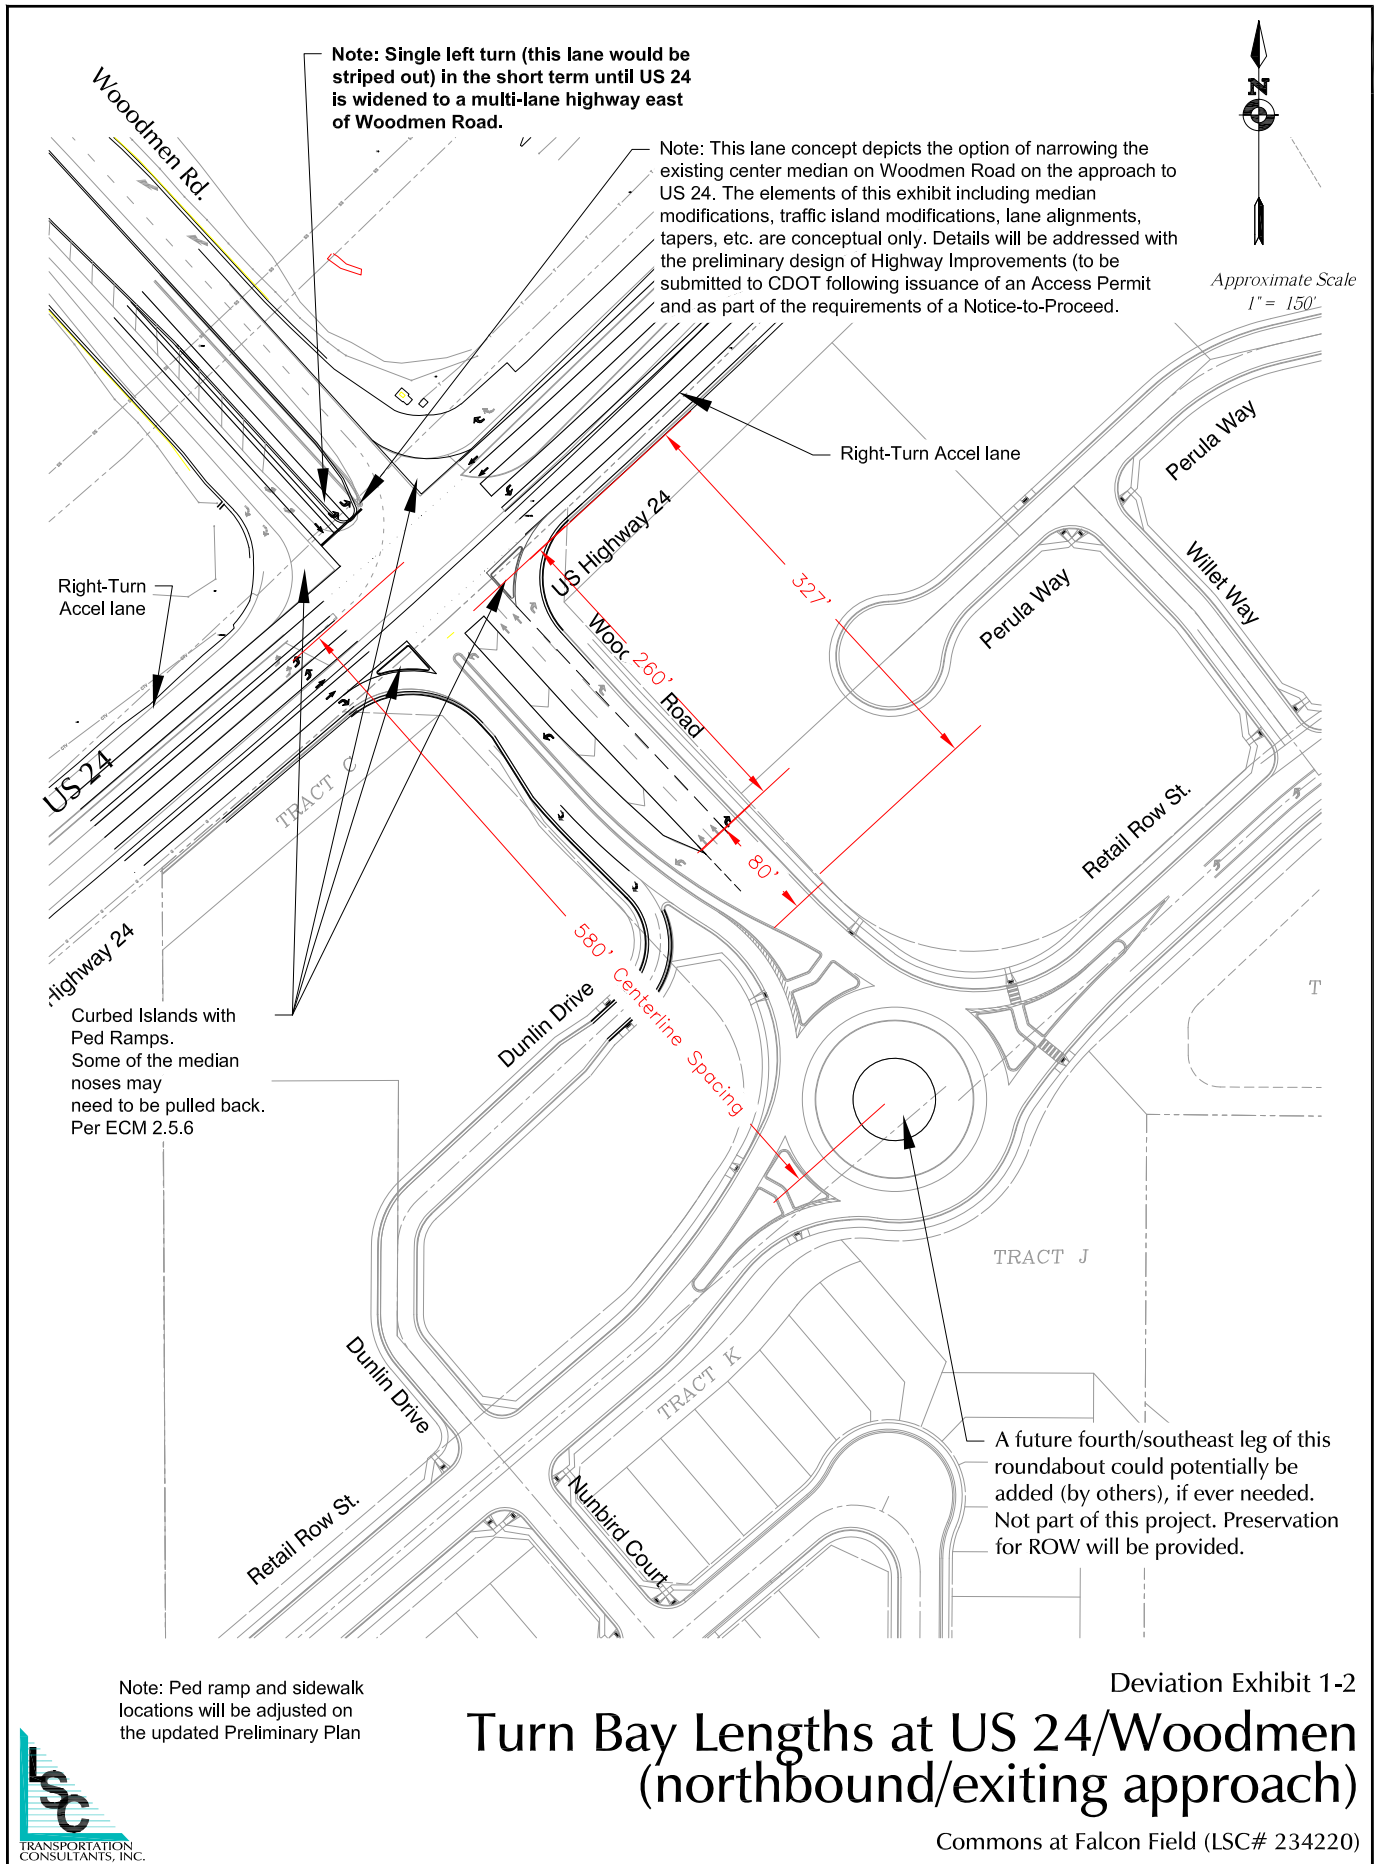 Note: Single left turn (this lane would be
striped out) in the short term until US 24
is widened to a multi-lane highway east
of Woodmen Road.
Wooodmen Rd.
N
Note: This lane concept depicts the option of narrowing the
existing center median on Woodmen Road on the approach to
US 24. The elements of this exhibit including median
modifications, traffic island modifications, lane alignments,
tapers, etc. are conceptual only. Details will be addressed with
the preliminary design of Highway Improvements (to be
submitted to CDOT following issuance of an Access Permit
and as part of the requirements of a Notice-to-Proceed.
Approximate Scale
1" = 150'
Right-Turn Accel lane
Perula Way
US Highway 24
Willet Way
327'
Right-Turn
Accel lane
Perula Way
Road
260'
US 24
TRACT C
Retail Row St.
80'
580' Centerline Spacing
Highway 24
T
Curbed Islands with
Ped Ramps.
Some of the median
noses may
need to be pulled back.
Per ECM 2.5.6
Dunlin Drive
TRACT J
Dunlin Drive
TRACT K
A future fourth/southeast leg of this
roundabout could potentially be
added (by others), if ever needed.
Not part of this project. Preservation
for ROW will be provided.
Retail Row St.
Nunbird Court
Note: Ped ramp and sidewalk
locations will be adjusted on
the updated Preliminary Plan
Deviation Exhibit 1-2
Turn Bay Lengths at US 24/Woodmen
(northbound/exiting approach)
Commons at Falcon Field (LSC# 234220)
LSC
TRANSPORTATION
CONSULTANTS, INC.